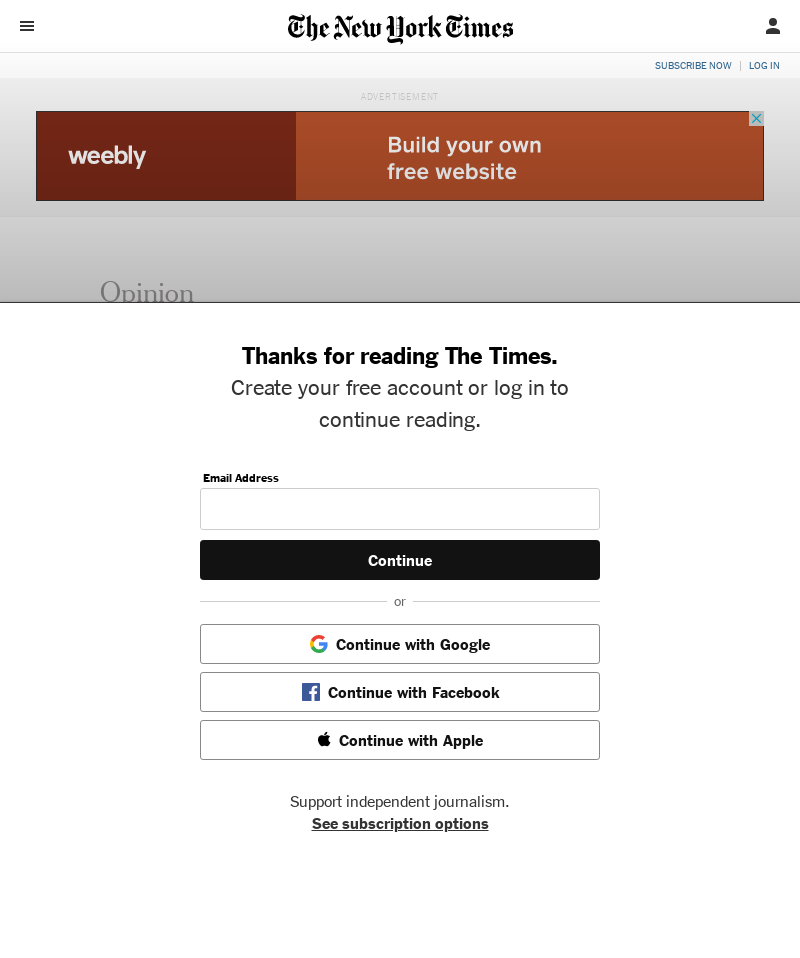 The New York Times
SUBSCRIBE NOW | LOG IN
ADVERTISEMENT
weebly
Build your own
free website
Opinion
Thanks for reading The Times.
Create your free account or log in to
continue reading.
Email Address
Continue
or
Continue with Google
Continue with Facebook
Continue with Apple
Support independent journalism.
See subscription options